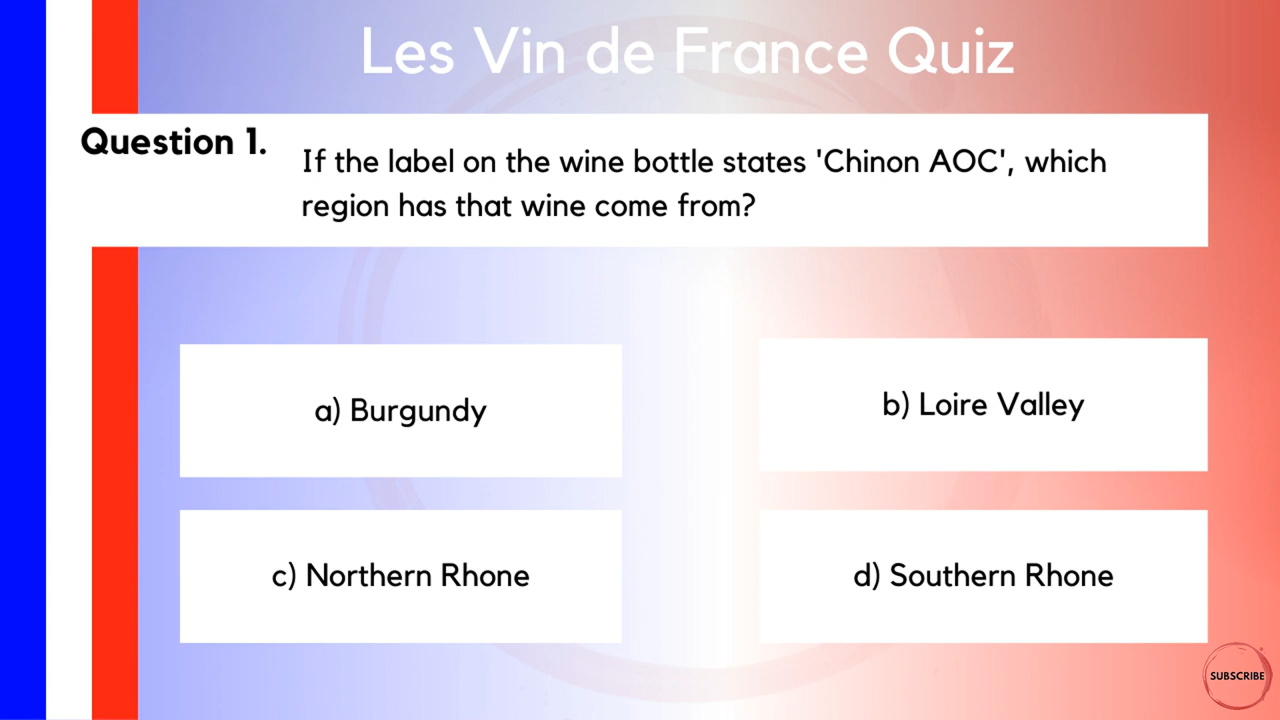 Les Vin de France Quiz
Question 1.
If the label on the wine bottle states 'Chinon AOC', which
region has that wine come from?
a) Burgundy
b) Loire Valley
c) Northern Rhone
d) Southern Rhone
SUBSCRIBE